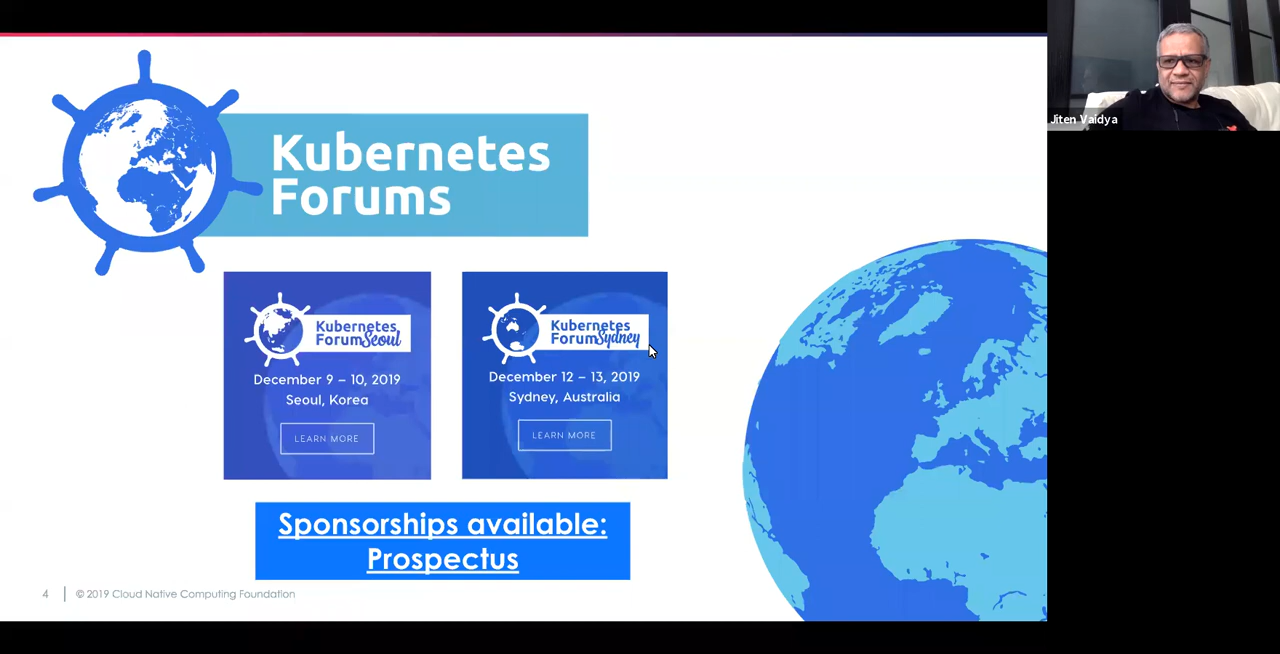 Kubernetes
Forums
Kubernetes
Forum Seoul
December 9 – 10, 2019
Seoul, Korea
LEARN MORE
Kubernetes
Forum Sydney
December 12 – 13, 2019
Sydney, Australia
LEARN MORE
Sponsorships available:
Prospectus
4
© 2019 Cloud Native Computing Foundation
Jiten Vaidya